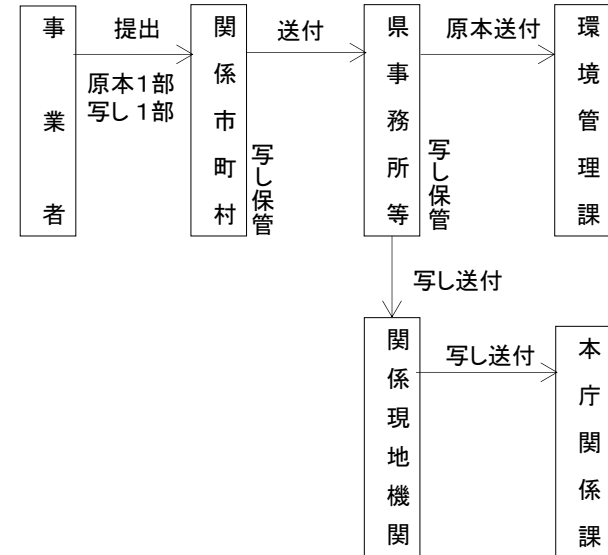 事業者
提出
原本1部
写し1部
関係市町村
写し保管
送付
県事務所等
写し保管
原本送付
環境管理課
写し送付
関係現地機関
写し送付
本庁関係課